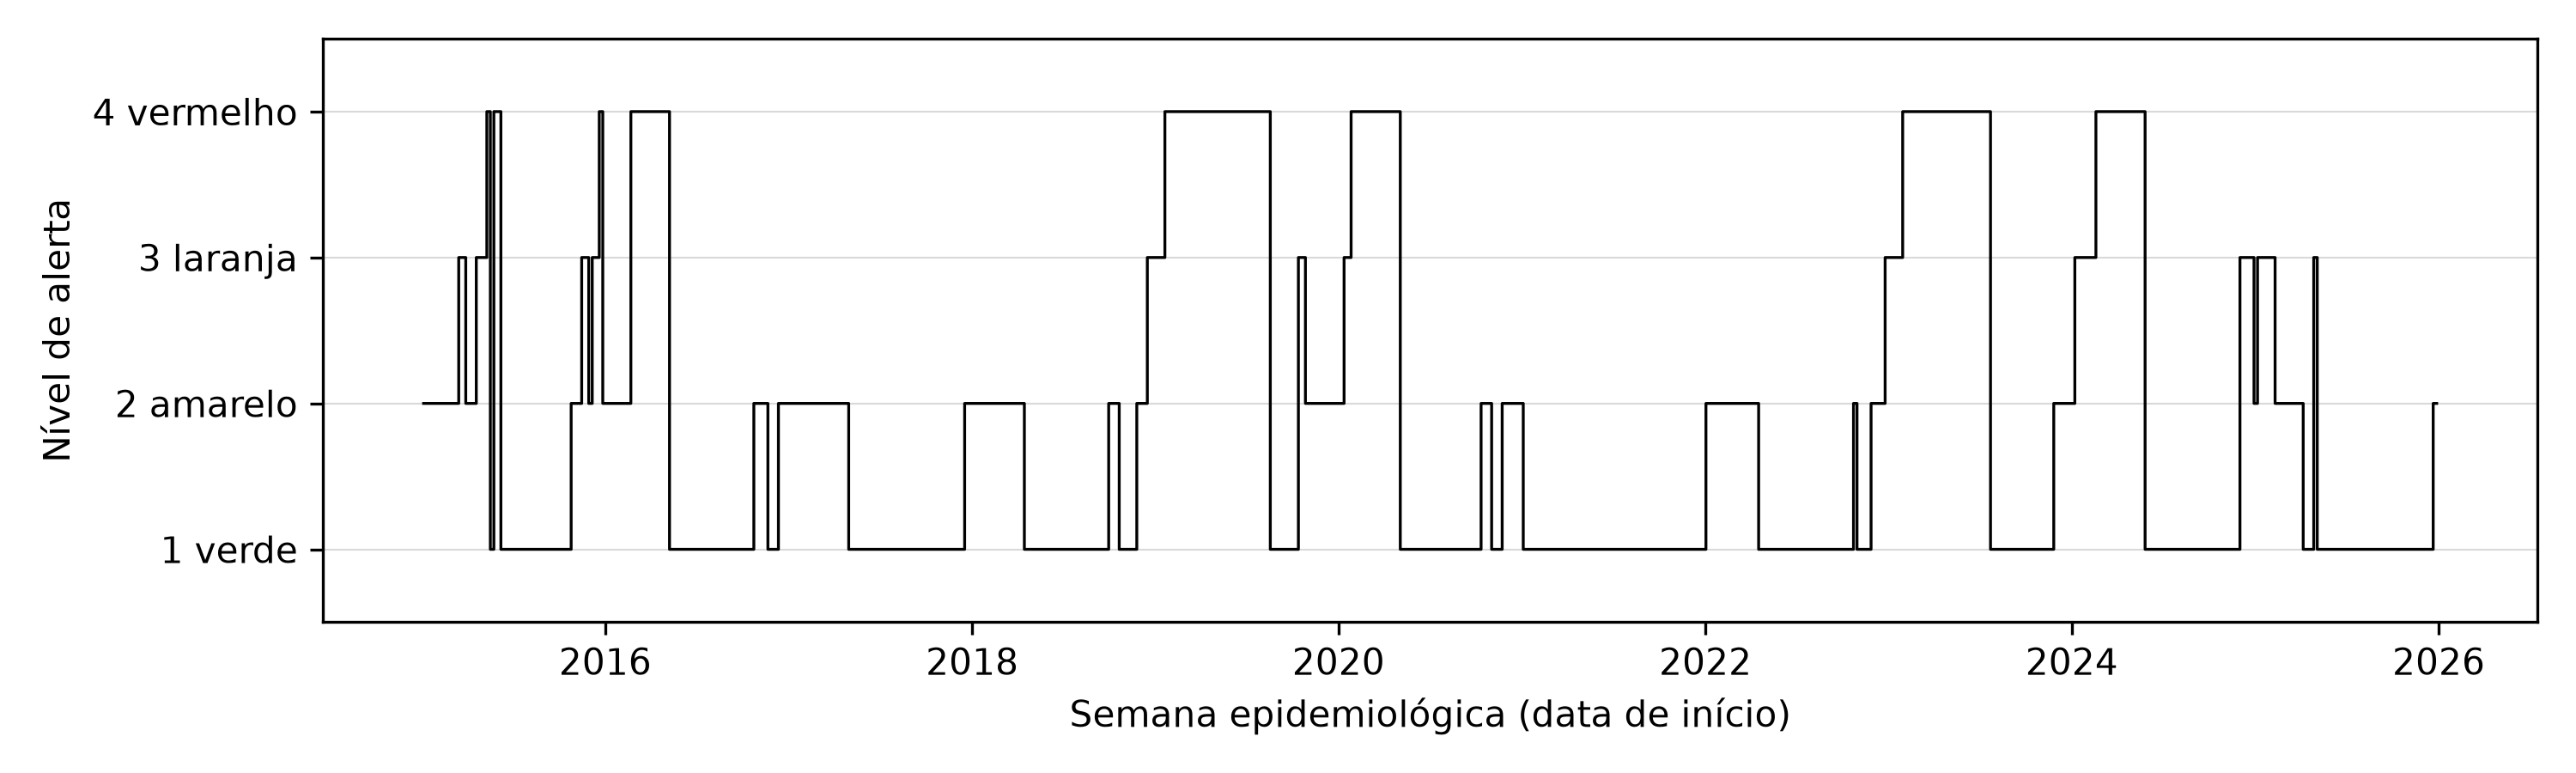 4 vermelho
3 laranja
2 amarelo
1 verde
Nível de alerta
2016 2018 2020 2022 2024 2026
Semana epidemiológica (data de início)